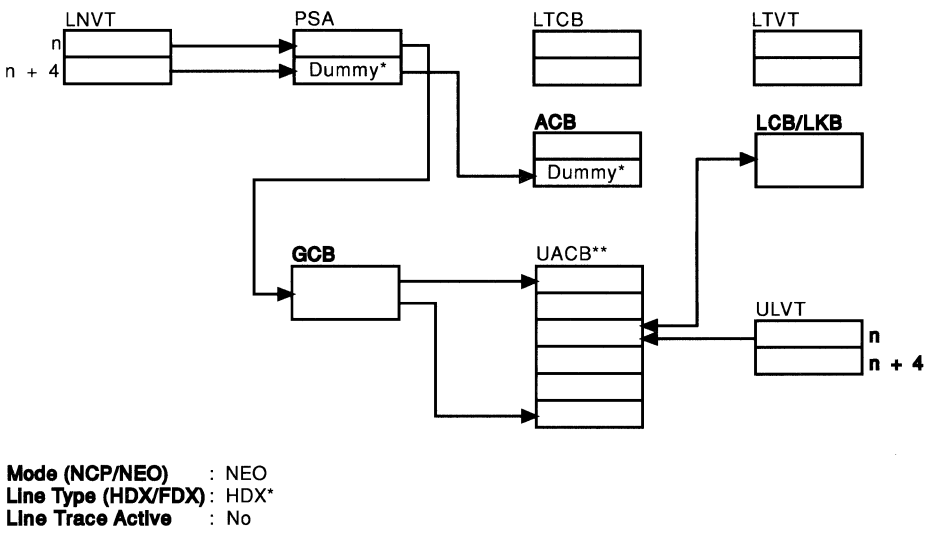 LNVT PSA LTCB LTVT
n
n + 4 Dummy*
ACB LCB/LKB
Dummy*
GCB UACB**
ULVT
n
n + 4
Mode (NCP/NEO) : NEO
Line Type (HDX/FDX) : HDX*
Line Trace Active : No